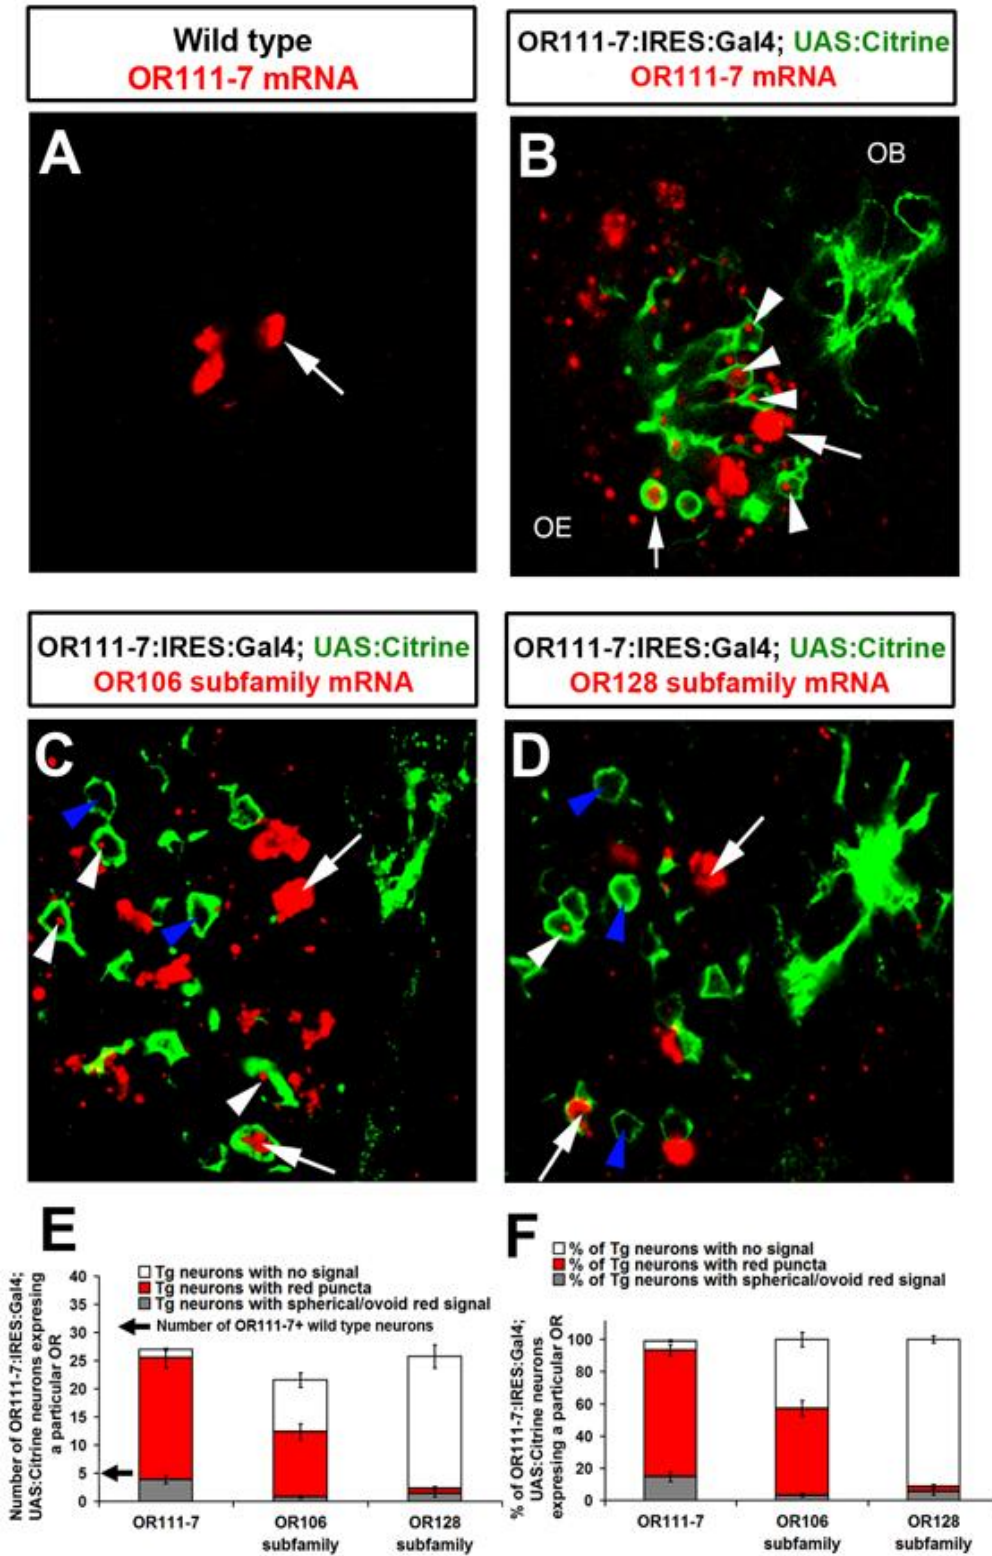 Wild type
OR111-7 mRNA
OR111-7:IRES:Gal4; UAS:Citrine
OR111-7 mRNA
A
B
OB
OE
OR111-7:IRES:Gal4; UAS:Citrine
OR106 subfamily mRNA
OR111-7:IRES:Gal4; UAS:Citrine
OR128 subfamily mRNA
C
D
E
Number of OR111-7:IRES:Gal4;
UAS:Citrine neurons expresing
a particular OR
Tg neurons with no signal
Tg neurons with red puncta
Tg neurons with spherical/ovoid red signal
Number of OR111-7+ wild type neurons
40
35
30
25
20
15
10
5
0
OR111-7
OR106
subfamily
OR128
subfamily
F
% of OR111-7:IRES:Gal4;
UAS:Citrine neurons
expresing a particular OR
% of Tg neurons with no signal
% of Tg neurons with red puncta
% of Tg neurons with spherical/ovoid red signal
100
80
60
40
20
0
OR111-7
OR106
subfamily
OR128
subfamily